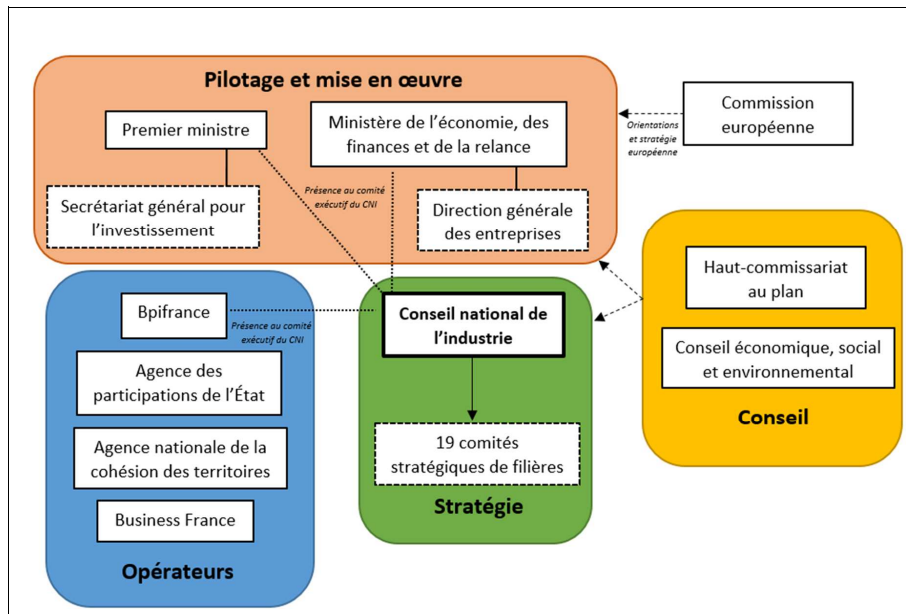 Pilotage et mise en œuvre
Premier ministre
Ministère de l’économie, des
finances et de la relance
Commission
européenne
Orientations
et stratégie
européenne
Présence au comité
exécutif du CNI
Secrétariat général pour
l’investissement
Direction générale
des entreprises
Haut-commissariat
au plan
Conseil économique, social
et environnemental
Conseil
Bpifrance
Présence au comité
exécutif du CNI
Agence des
participations de l’État
Agence nationale de la
cohésion des territoires
Business France
Opérateurs
Conseil national de
l’industrie
19 comités
stratégiques de filières
Stratégie